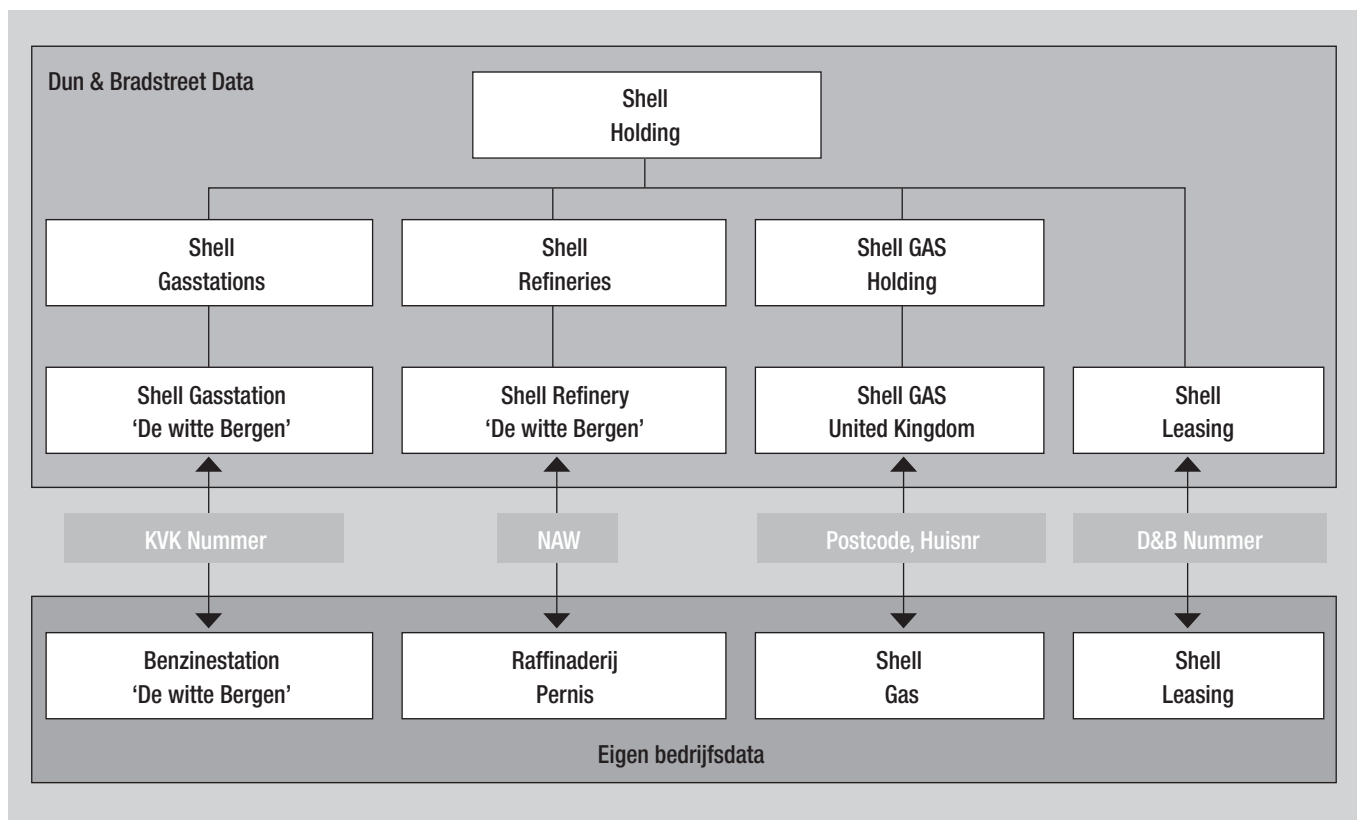 Dun & Bradstreet Data
Shell
Holding
Shell
Gasstations
Shell
Refineries
Shell GAS
Holding
Shell Gasstation
‘De witte Bergen’
Shell Refinery
‘De witte Bergen’
Shell GAS
United Kingdom
Shell
Leasing
KVK Nummer
NAW
Postcode, Huisnr
D&B Nummer
Benzinestation
‘De witte Bergen’
Raffinaderij
Pernis
Shell
Gas
Shell
Leasing
Eigen bedrijfsdata